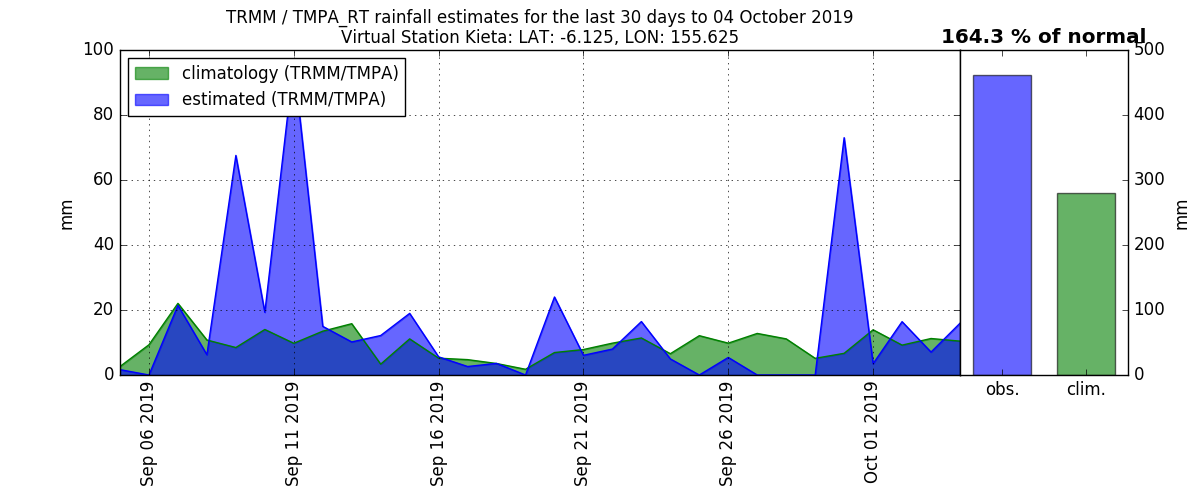 TRMM / TMPA_RT rainfall estimates for the last 30 days to 04 October 2019
Virtual Station Kieta: LAT: -6.125, LON: 155.625
164.3 % of normal
climatology (TRMM/TMPA)
estimated (TRMM/TMPA)
100
80
60
40
20
0
mm
Sep 06 2019
Sep 11 2019
Sep 16 2019
Sep 21 2019
Sep 26 2019
Oct 01 2019
500
400
300
200
100
0
mm
obs.
clim.